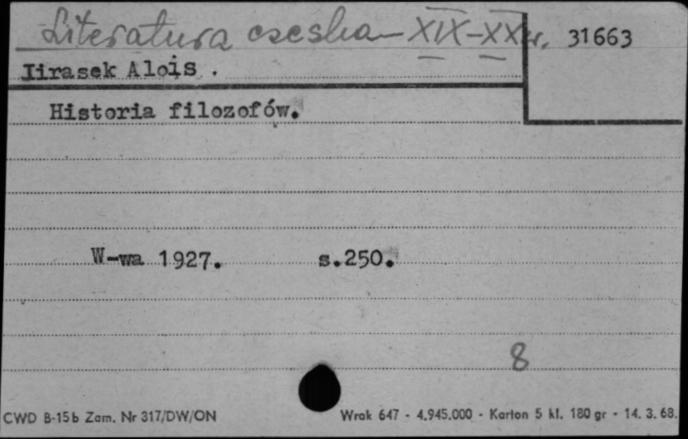 Literatura czeska - XIX-XX w. 31663
Iirasek Alois .
Historia filozofów.
W-wa 1927. s.250.
8
CWD B-15b Zam. Nr 317/DW/ON Wrak 647 - 4.945.000 - Karton 5 kl. 180 gr - 14. 3. 68.